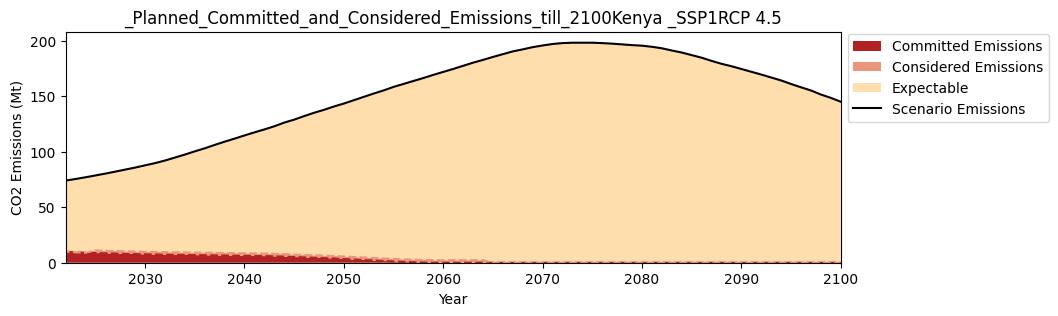 _Planned_Committed_and_Considered_Emissions_till_2100Kenya _SSP1RCP 4.5
CO2 Emissions (Mt)
200
150
100
50
0
2030 2040 2050 2060 2070 2080 2090 2100
Year
Committed Emissions
Considered Emissions
Expectable
Scenario Emissions